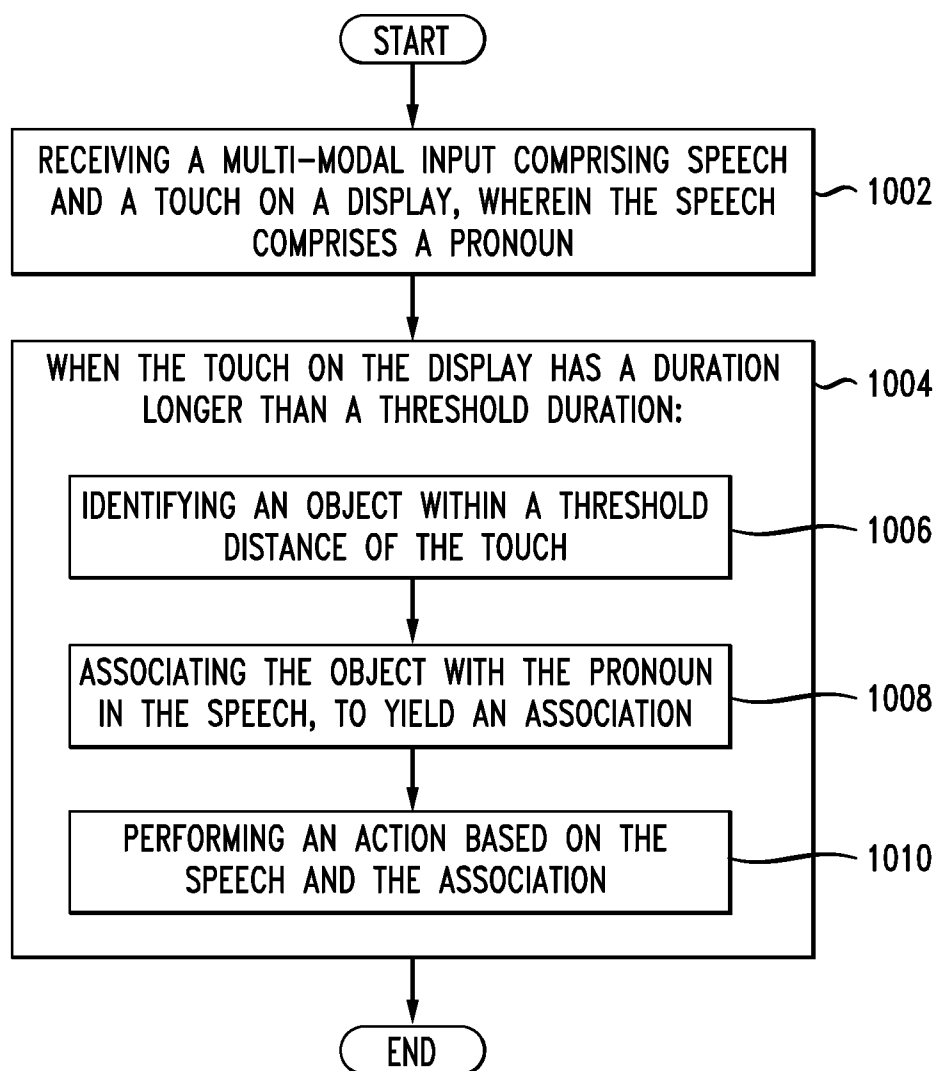 START
RECEIVING A MULTI-MODAL INPUT COMPRISING SPEECH
AND A TOUCH ON A DISPLAY, WHEREIN THE SPEECH
COMPRISES A PRONOUN
1002
WHEN THE TOUCH ON THE DISPLAY HAS A DURATION
LONGER THAN A THRESHOLD DURATION:
1004
IDENTIFYING AN OBJECT WITHIN A THRESHOLD
DISTANCE OF THE TOUCH
1006
ASSOCIATING THE OBJECT WITH THE PRONOUN
IN THE SPEECH, TO YIELD AN ASSOCIATION
1008
PERFORMING AN ACTION BASED ON THE
SPEECH AND THE ASSOCIATION
1010
END